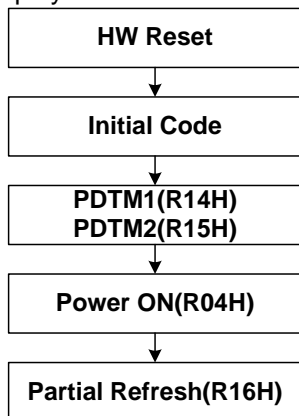 HW Reset
Initial Code
PDTM1(R14H)
PDTM2(R15H)
Power ON(R04H)
Partial Refresh(R16H)